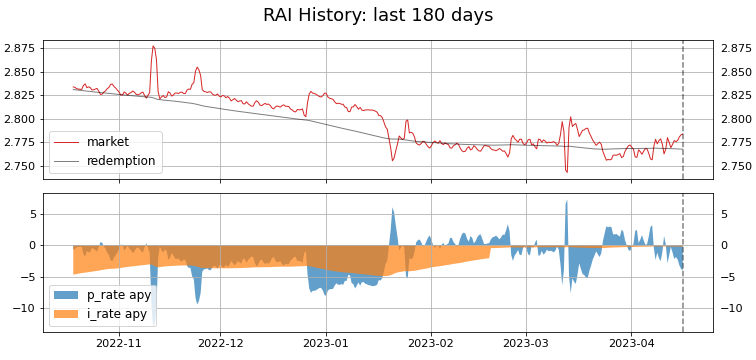 RAI History: last 180 days
2.875 2.875
2.850 2.850
2.825 2.825
2.800 2.800
2.775 2.775
2.750 2.750
market
redemption
5 5
0 0
−5 −5
−10 −10
p_rate apy
i_rate apy
2022-11 2022-12 2023-01 2023-02 2023-03 2023-04